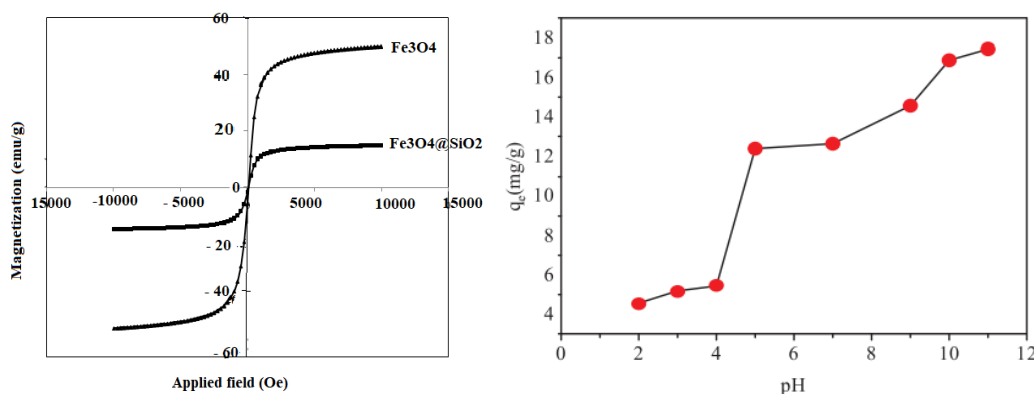 60
Fe3O4
40
20
Fe3O4@SiO2
0
15000 -10000 - 5000 5000 10000 15000
- 20
- 40
- 60
Magnetization (emu/g)
Applied field (Oe)
18
16
14
12
10
18
16
8
6
4
qe(mg/g)
0 2 4 6 8 10 12
pH